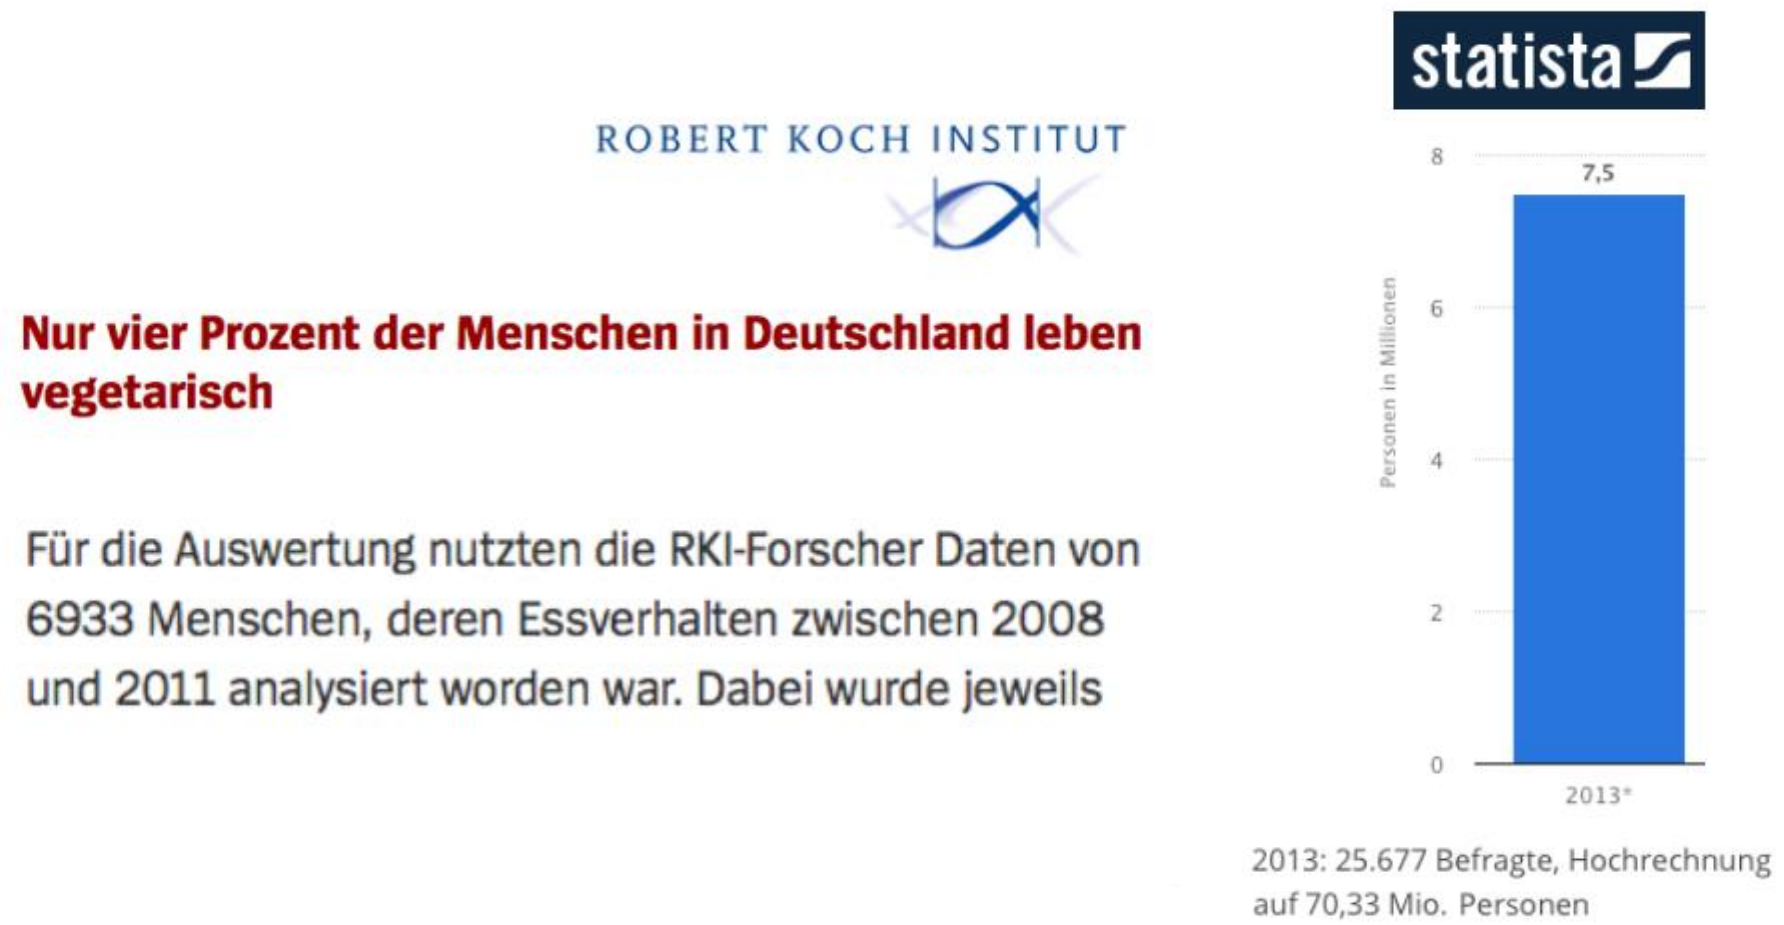 ROBERT KOCH INSTITUT
Nur vier Prozent der Menschen in Deutschland leben
vegetarisch
Für die Auswertung nutzten die RKI-Forscher Daten von
6933 Menschen, deren Essverhalten zwischen 2008
und 2011 analysiert worden war. Dabei wurde jeweils
statista
8
7,5
6
Personen in Millionen
4
2
0
2013*
2013: 25.677 Befragte, Hochrechnung
auf 70,33 Mio. Personen